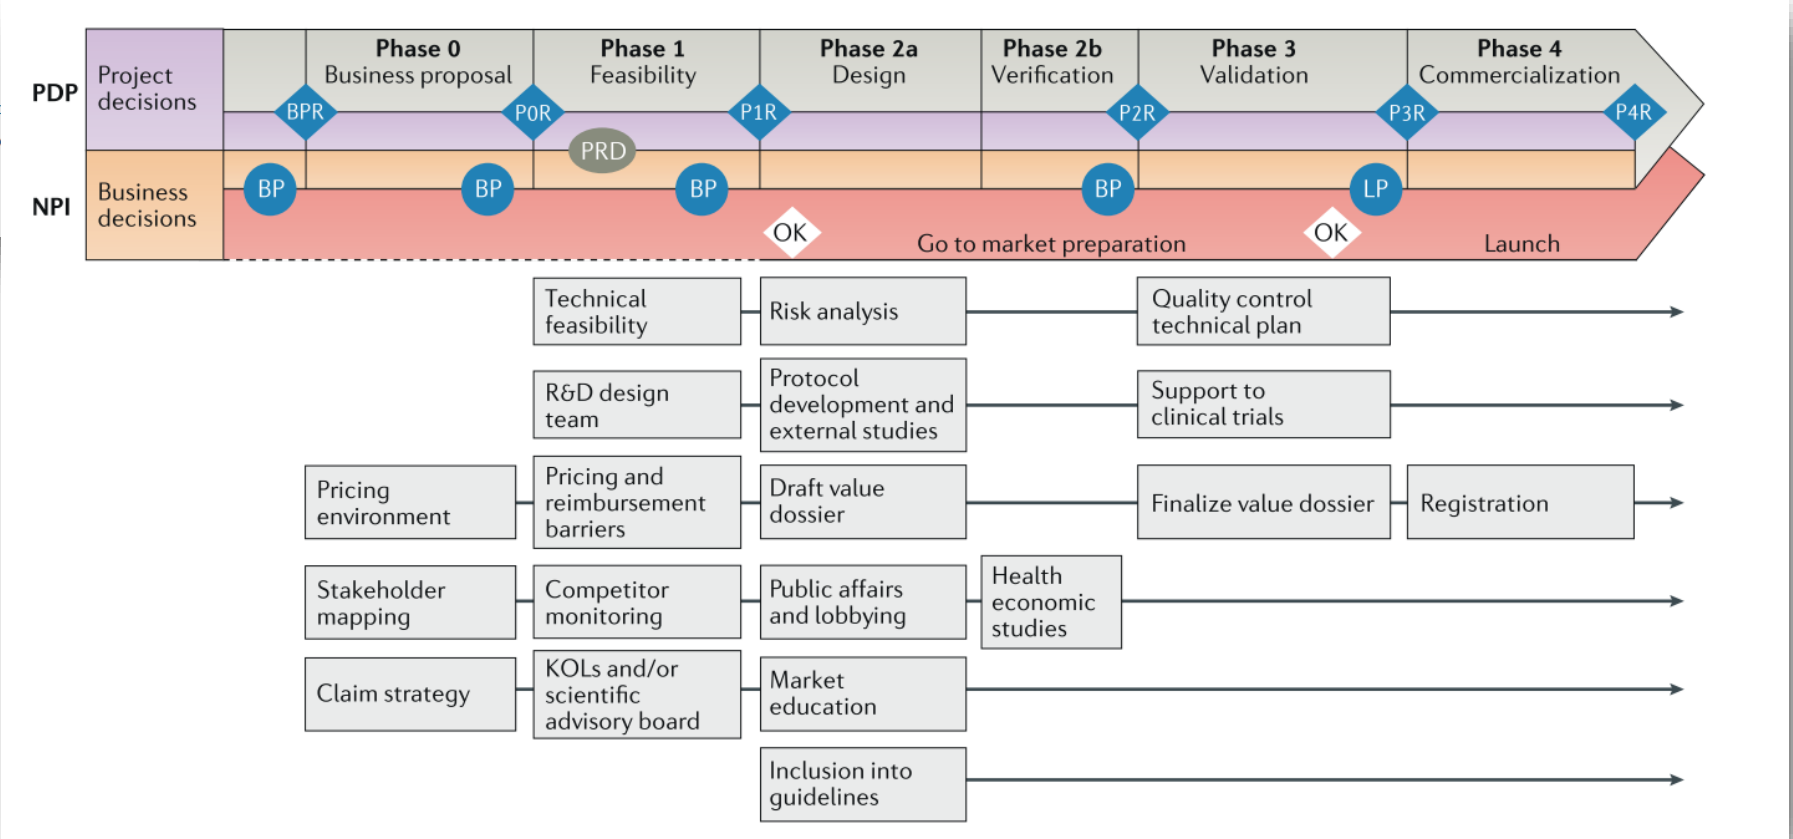 PDP
Project
decisions
Phase 0
Business proposal
Phase 1
Feasibility
Phase 2a
Design
Phase 2b
Verification
Phase 3
Validation
Phase 4
Commercialization
BPR
P0R
P1R
P2R
P3R
P4R
PRD
NPI
Business
decisions
BP
BP
BP
BP
LP
OK
Go to market preparation
OK
Launch
Technical
feasibility
Risk analysis
Quality control
technical plan
R&D design
team
Protocol
development and
external studies
Support to
clinical trials
Pricing
environment
Pricing and
reimbursement
barriers
Draft value
dossier
Finalize value dossier
Registration
Stakeholder
mapping
Competitor
monitoring
Public affairs
and lobbying
Health
economic
studies
Claim strategy
KOLs and/or
scientific
advisory board
Market
education
Inclusion into
guidelines